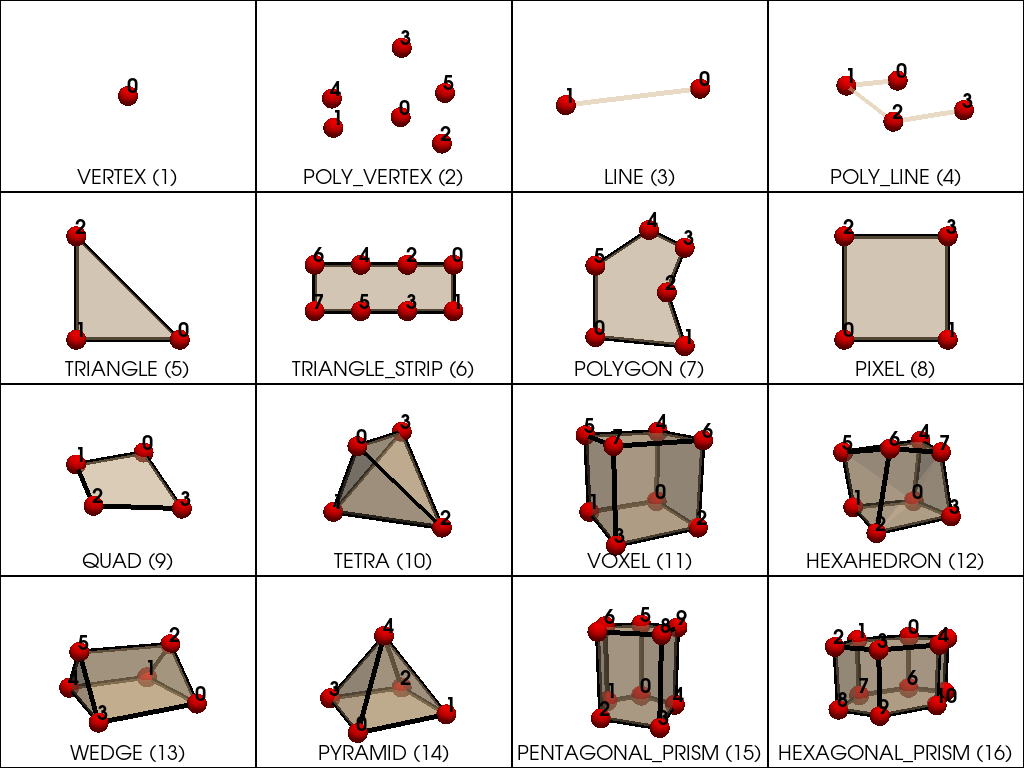 0
VERTEX (1)
3
4
5
1
0
2
POLY_VERTEX (2)
0
1
LINE (3)
1
0
2
3
POLY_LINE (4)
2
1
0
TRIANGLE (5)
6 4 2 0
7 5 3 1
TRIANGLE_STRIP (6)
4
3
5
2
0
1
POLYGON (7)
2 3
0 1
PIXEL (8)
0
1
2
3
QUAD (9)
3
0
1
2
TETRA (10)
5 4
7 6
1 0
2
3
VOXEL (11)
4
5 6 7
0
1
3
2
HEXAHEDRON (12)
2
5
1
4
0
3
WEDGE (13)
4
2
3
1
0
PYRAMID (14)
6 5 9
8
1 0 4
2
3
PENTAGONAL_PRISM (15)
1 0
2 3 4
7 6
8 10
HEXAGONAL_PRISM (16)